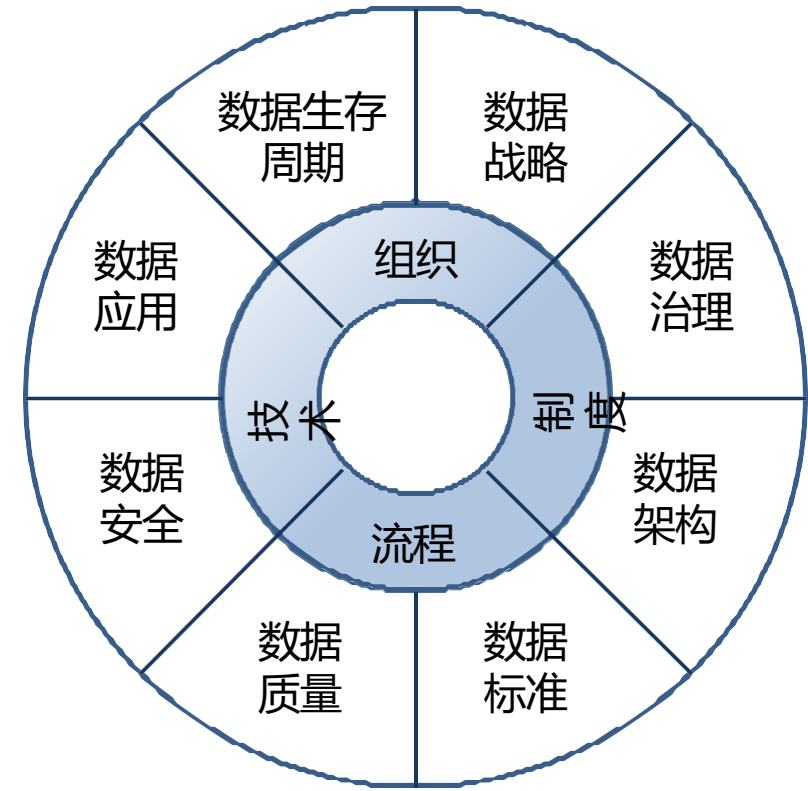 数据生存
周期
数据
战略
数据
应用
组织
数据
治理
技术
制度
数据
安全
数据
架构
流程
数据
质量
数据
标准